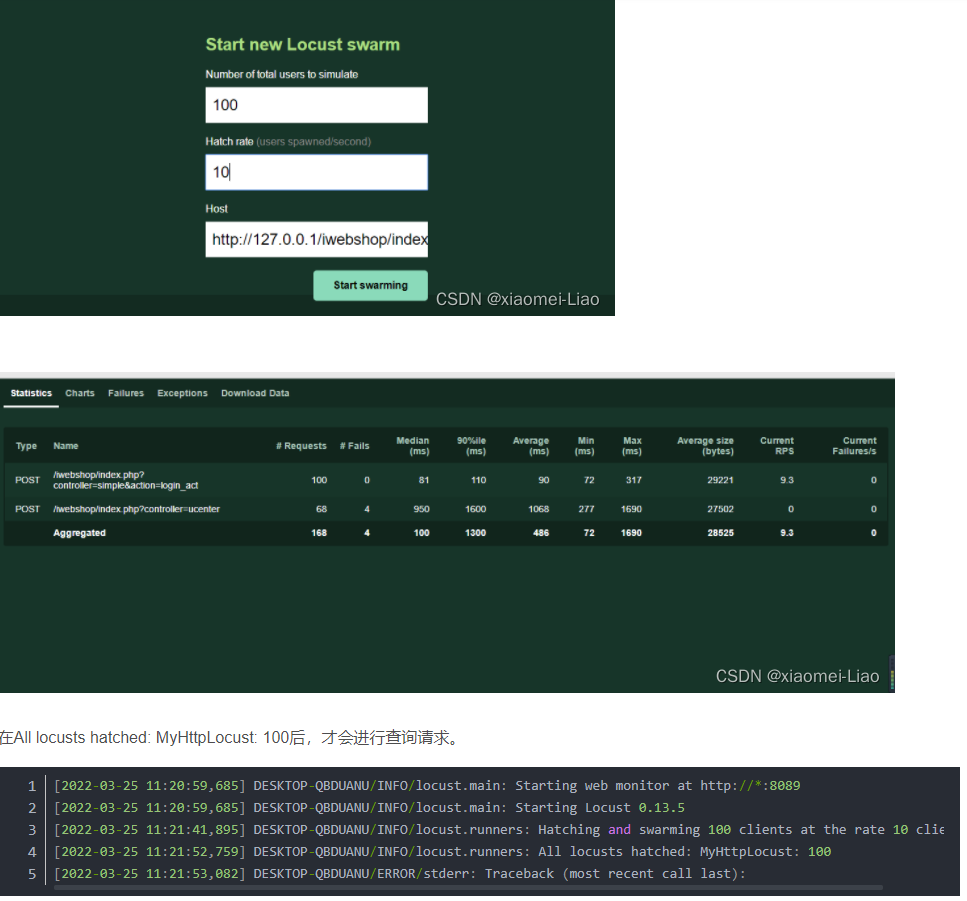 Start new Locust swarm
Number of total users to simulate
100
Hatch rate (users spawned/second)
10
Host
http://127.0.0.1/iwebshop/index
Start swarming
CSDN @xiaomei-Liao
Statistics Charts Failures Exceptions Download Data
Type Name # Requests # Fails Median (ms) 90%ile (ms) Average (ms) Min (ms) Max (ms) Average size (bytes) Current RPS Current Failures/s
POST /iwebshop/index.php?
controller=simple&action=login_act 100 0 81 110 90 72 317 29221 9.3 0
POST /iwebshop/index.php?controller=ucenter 68 4 950 1600 1068 277 1690 27502 0 0
Aggregated 168 4 100 1300 486 72 1690 28525 9.3 0
CSDN @xiaomei-Liao
在All locusts hatched: MyHttpLocust: 100后，才会进行查询请求。
1 [2022-03-25 11:20:59,685] DESKTOP-QBDUANU/INFO/locust.main: Starting web monitor at http://*:8089
2 [2022-03-25 11:20:59,685] DESKTOP-QBDUANU/INFO/locust.main: Starting Locust 0.13.5
3 [2022-03-25 11:21:41,895] DESKTOP-QBDUANU/INFO/locust.runners: Hatching and swarming 100 clients at the rate 10 clie
4 [2022-03-25 11:21:52,759] DESKTOP-QBDUANU/INFO/locust.runners: All locusts hatched: MyHttpLocust: 100
5 [2022-03-25 11:21:53,082] DESKTOP-QBDUANU/ERROR/stderr: Traceback (most recent call last):